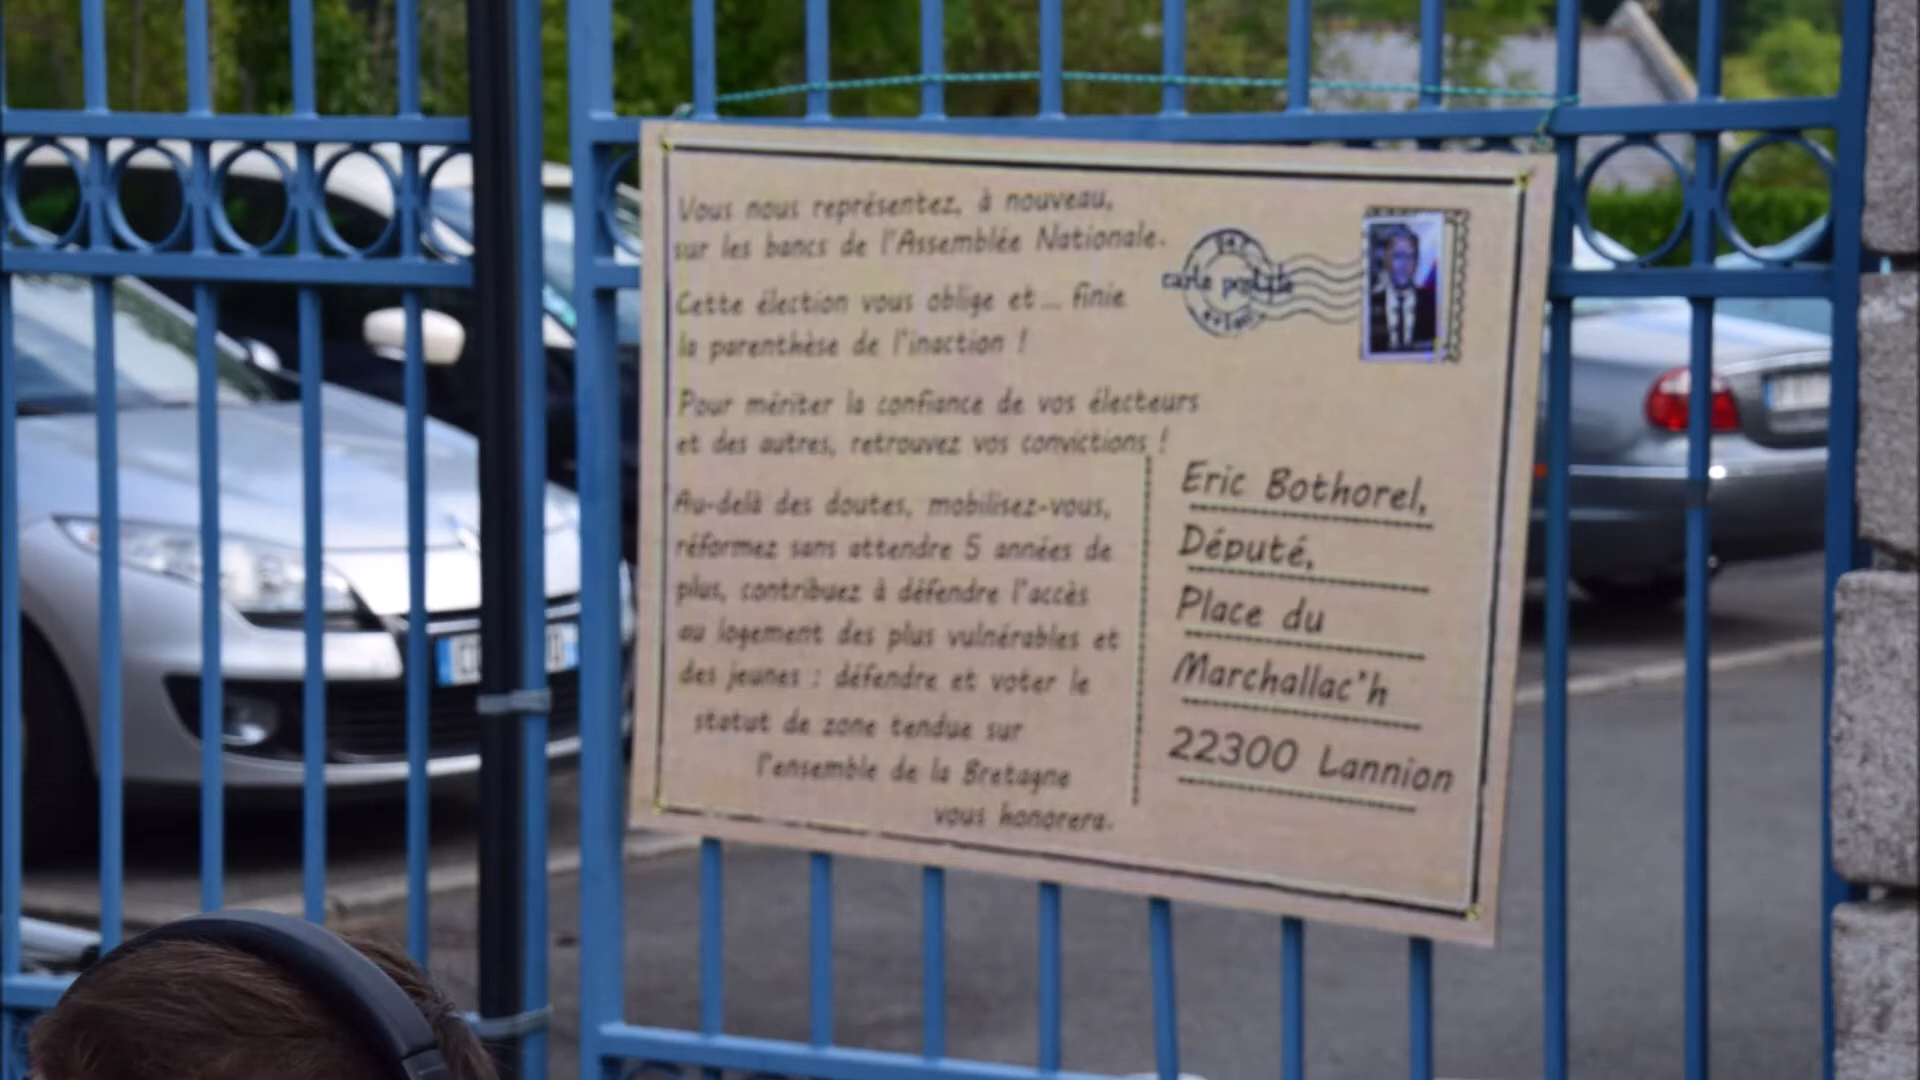 Vous nous représentez, à nouveau,
sur les bancs de l'Assemblée Nationale.
Cette élection vous oblige et... finie
la parenthèse de l'inaction !
Pour mériter la confiance de vos électeurs
et des autres, retrouvez vos convictions !
Au-delà des doutes, mobilisez-vous,
réformez sans attendre 5 années de
plus, contribuez à défendre l'accès
au logement des plus vulnérables et
des jeunes : défendre et voter le
statut de zone tendue sur
l'ensemble de la Bretagne
vous honorera.
carte postale
Eric Bothorel,
Député,
Place du
Marchallac'h
22300 Lannion